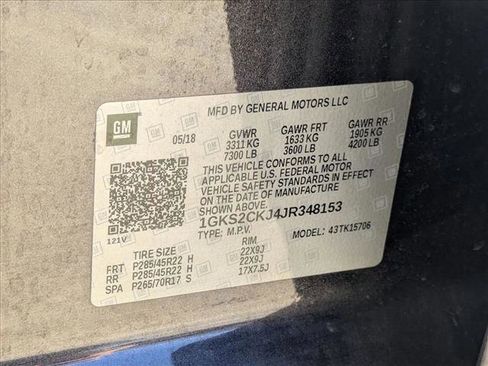 MFD BY GENERAL MOTORS LLC
GM
05/18 GVWR GAWR FRT GAWR RR
3311 KG 1633 KG 1905 KG
7300 LB 3600 LB 4200 LB
THIS VEHICLE CONFORMS TO ALL
APPLICABLE U.S. FEDERAL MOTOR
VEHICLE SAFETY STANDARDS IN EFFECT
ON THE DATE OF MANUFACTURE
SHOWN ABOVE.
1GKS2CKJ4JR348153
TYPE: M.P.V. MODEL: 43TK15706
121V
TIRE SIZE RIM
FRT P285/45R22 H 22X9J
RR P285/45R22 H 22X9J
SPA P265/70R17 S 17X7.5J